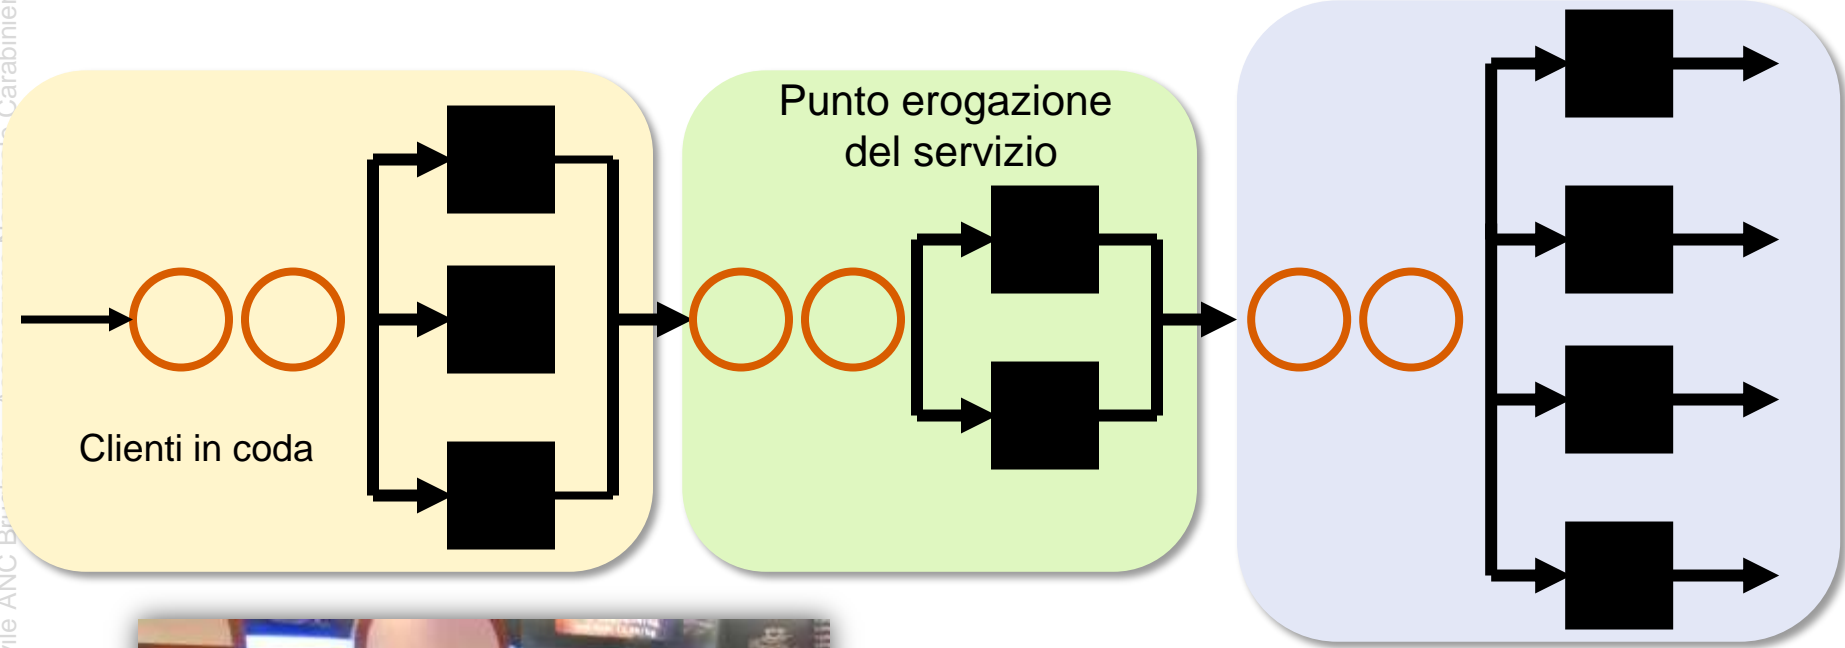 Punto erogazione
del servizio
Clienti in coda